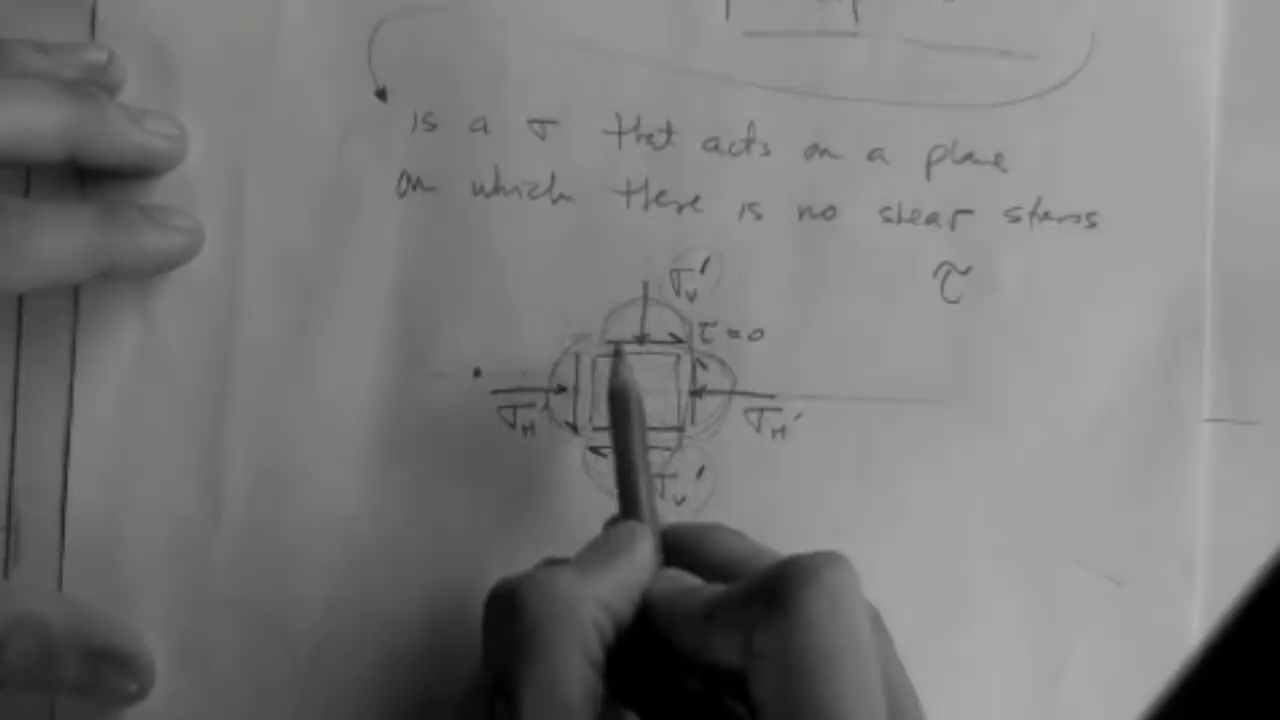 is a σ that acts on a plane
on which there is no shear stress
τ
σv'
τ = 0
σH'
σH'
σv'